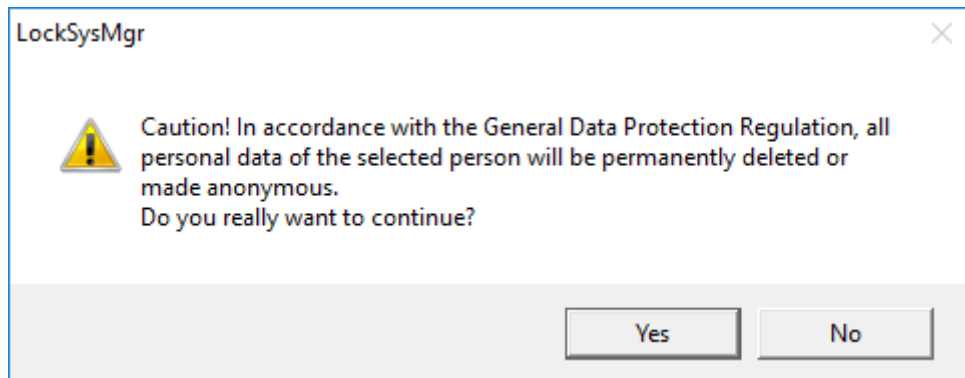 LockSysMgr
Caution! In accordance with the General Data Protection Regulation, all
personal data of the selected person will be permanently deleted or
made anonymous.
Do you really want to continue?
Yes
No